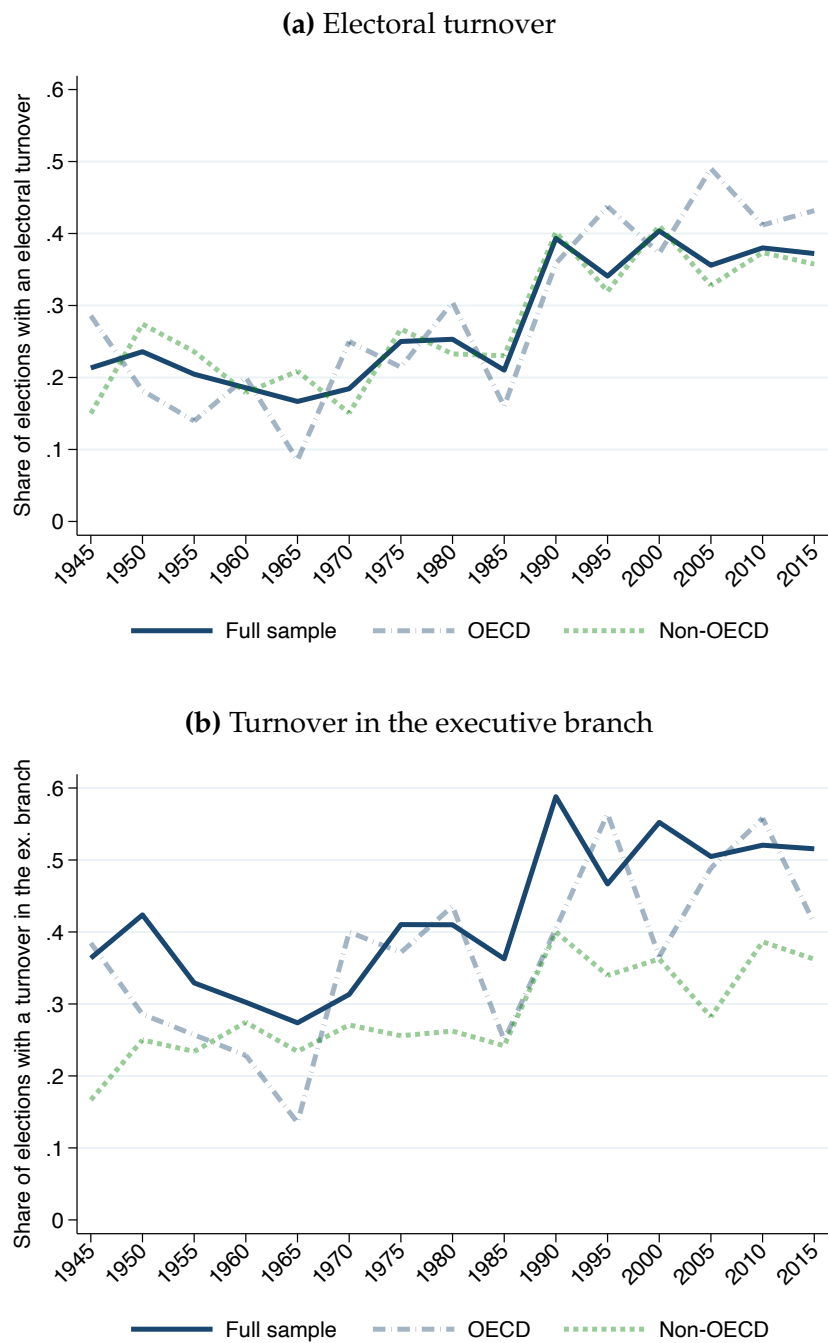 (a) Electoral turnover
Share of elections with an electoral turnover
.6
.5
.4
.3
.2
.1
0
1945 1950 1955 1960 1965 1970 1975 1980 1985 1990 1995 2000 2005 2010 2015
Full sample OECD Non-OECD
(b) Turnover in the executive branch
Share of elections with a turnover in the ex. branch
.6
.5
.4
.3
.2
.1
0
1945 1950 1955 1960 1965 1970 1975 1980 1985 1990 1995 2000 2005 2010 2015
Full sample OECD Non-OECD